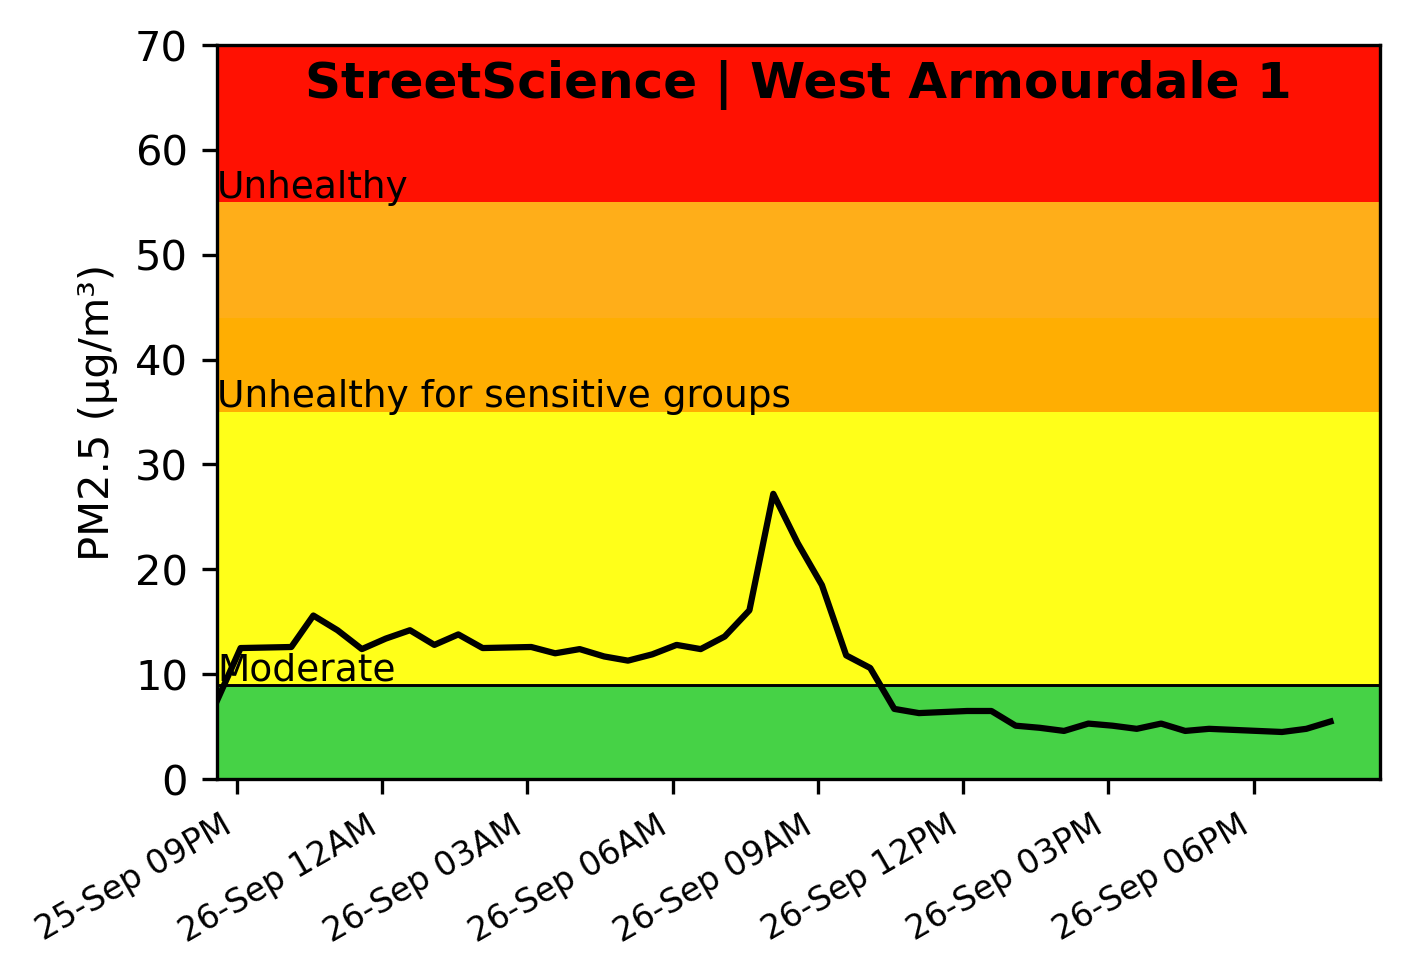 StreetScience | West Armourdale 1
70
60
Unhealthy
50
40
Unhealthy for sensitive groups
30
20
10
Moderate
0
PM2.5 (µg/m³)
25-Sep 09PM
26-Sep 12AM
26-Sep 03AM
26-Sep 06AM
26-Sep 09AM
26-Sep 12PM
26-Sep 03PM
26-Sep 06PM